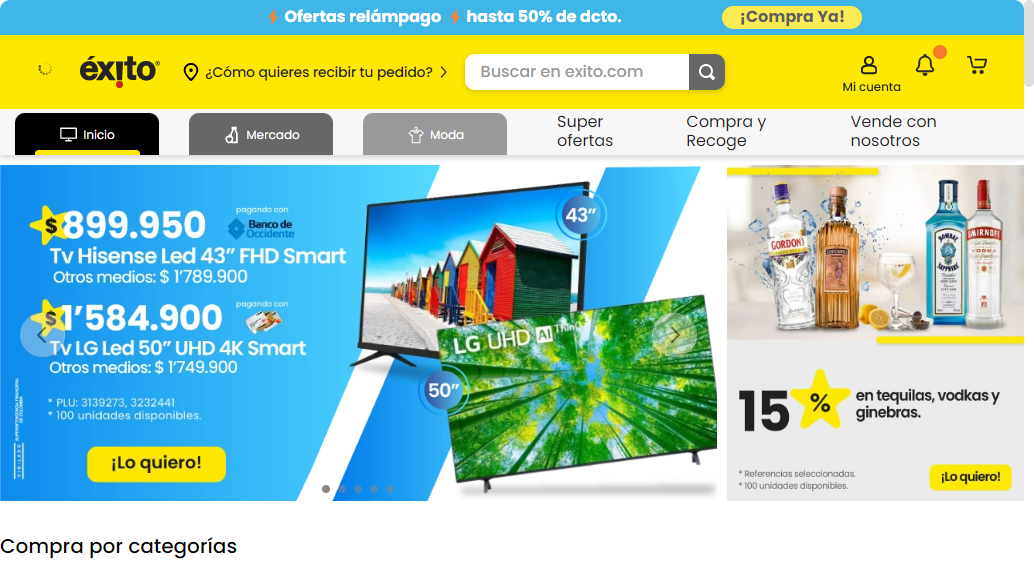 Ofertas relámpago hasta 50% de dcto. ¡Compra Ya!
éxito
¿Cómo quieres recibir tu pedido?
Buscar en exito.com
Mi cuenta
Inicio
Mercado
Moda
Super ofertas
Compra y Recoge
Vende con nosotros
$899.950
pagando con
Banco de Occidente
Tv Hisense Led 43” FHD Smart
Otros medios: $ 1’789.900
$1’584.900
pagando con
Tv LG Led 50” UHD 4K Smart
Otros medios: $ 1’749.900
* PLU: 3139273, 3232441
* 100 unidades disponibles.
¡Lo quiero!
VIGILADO SUPERINTENDENCIA FINANCIERA DE COLOMBIA
43”
LG UHD AI ThinQ
50”
GORDON'S
BOMBAY SAPPHIRE
SMIRNOFF
VODKA
15 %
en tequilas, vodkas y
ginebras.
* Referencias seleccionadas.
* 100 unidades disponibles.
¡Lo quiero!
Compra por categorías